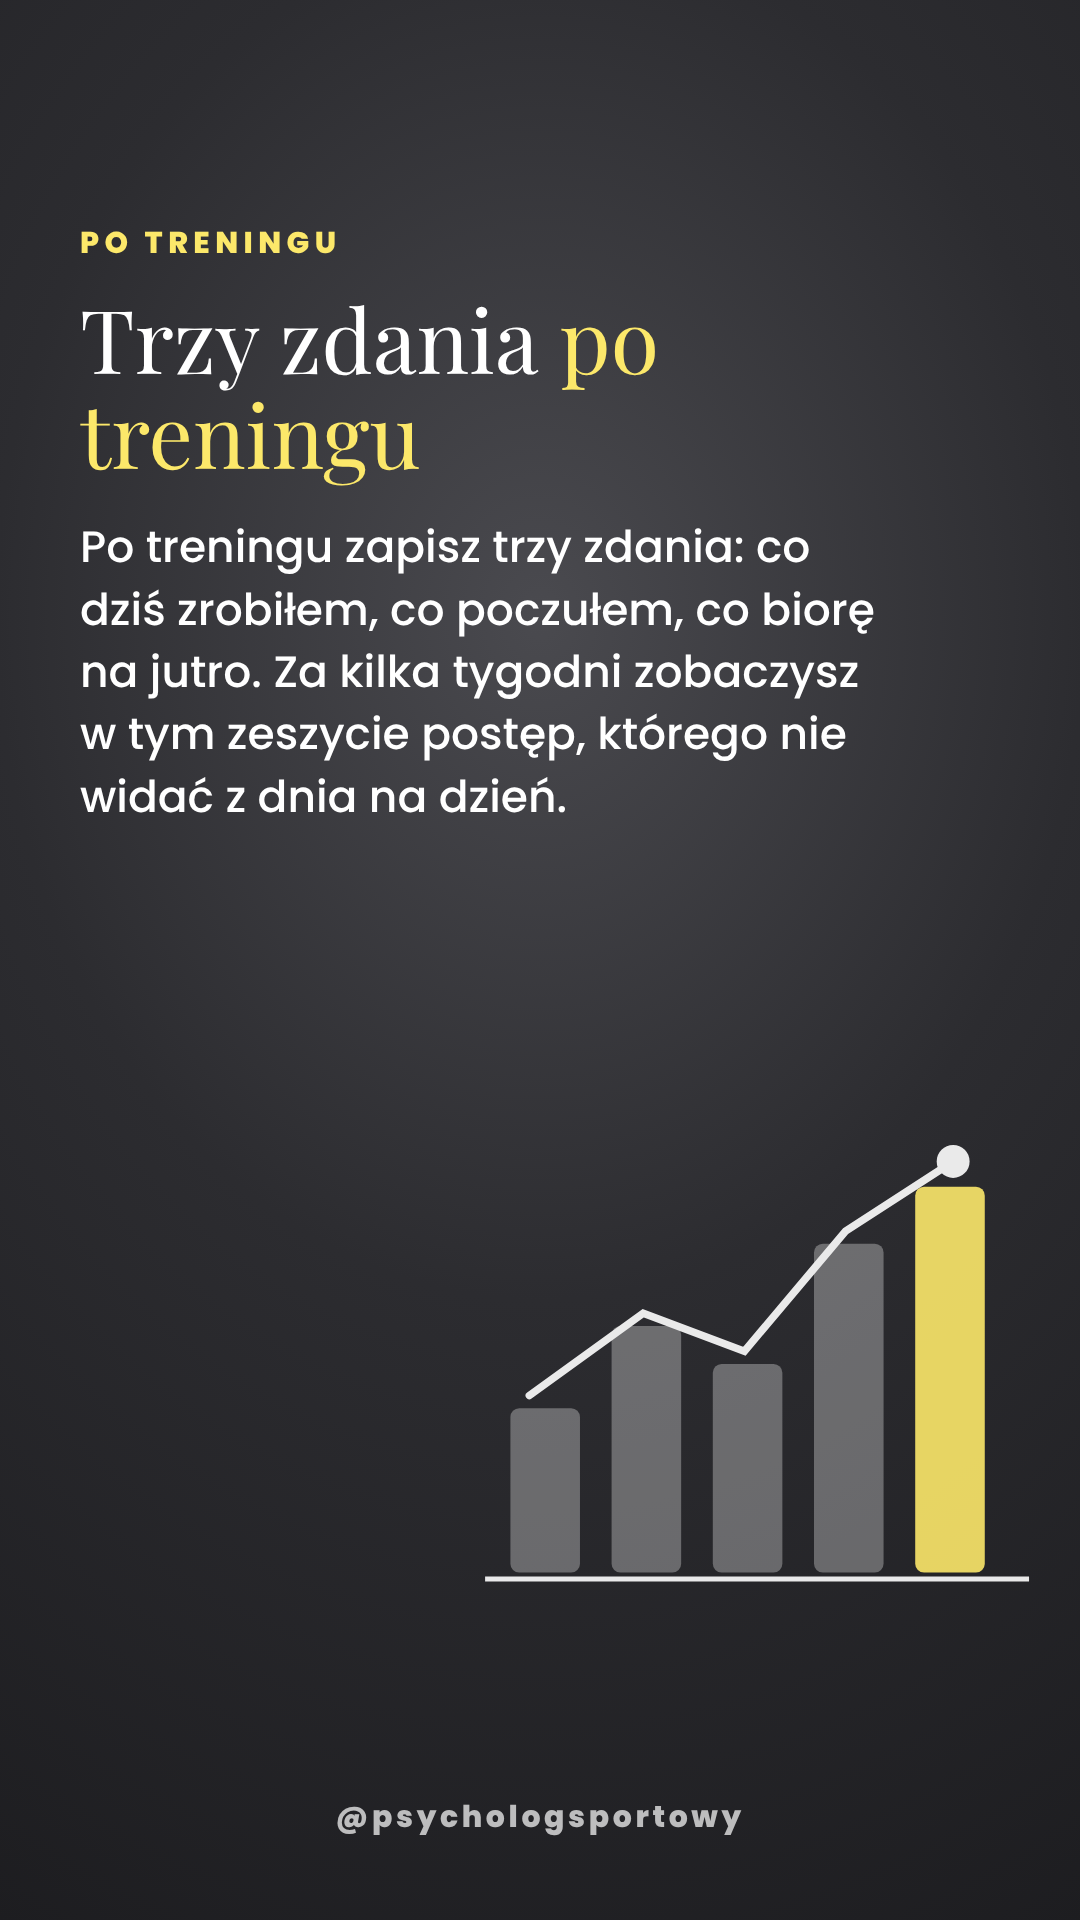 PO TRENINGU
Trzy zdania po
treningu
Po treningu zapisz trzy zdania: co
dziś zrobiłem, co poczułem, co biorę
na jutro. Za kilka tygodni zobaczysz
w tym zeszycie postęp, którego nie
widać z dnia na dzień.
@psychologsportowy